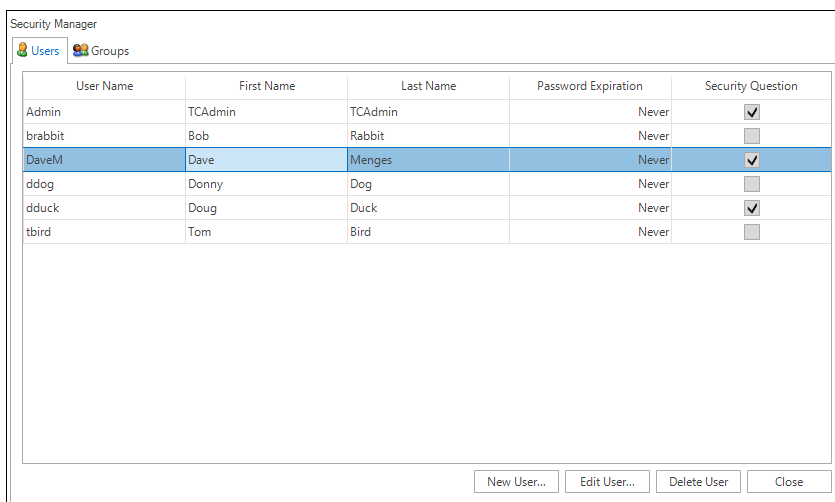 Security Manager
Users Groups
User Name First Name Last Name Password Expiration Security Question
Admin TCAdmin TCAdmin Never
brabbit Bob Rabbit Never
DaveM Dave Menges Never
ddog Donny Dog Never
dduck Doug Duck Never
tbird Tom Bird Never
New User... Edit User... Delete User Close